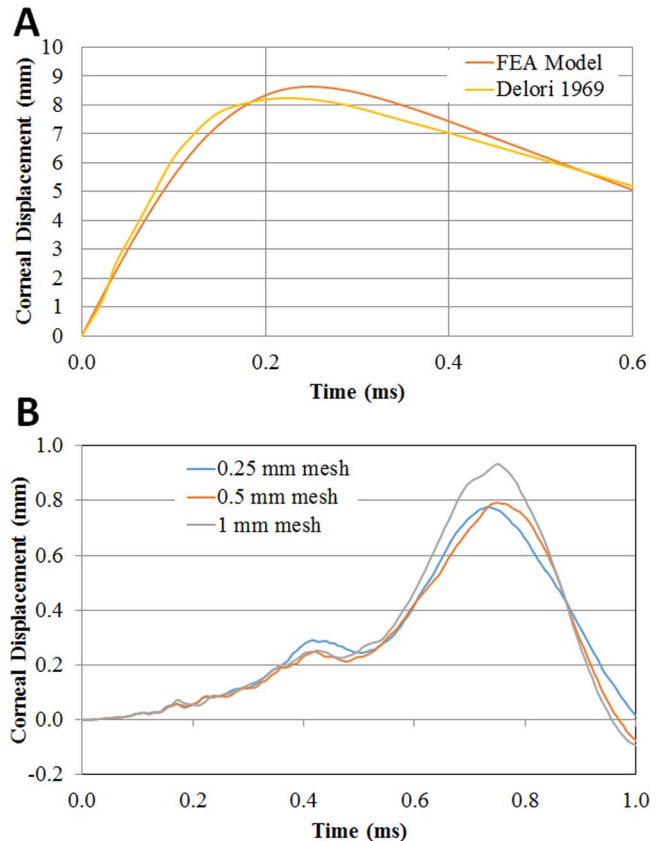 A
10
9
8
7
6
5
4
3
2
1
0
Corneal Displacement (mm)
FEA Model
Delori 1969
0.0
0.2
0.4
0.6
Time (ms)
B
1.0
0.8
0.6
0.4
0.2
0.0
-0.2
Corneal Displacement (mm)
0.25 mm mesh
0.5 mm mesh
1 mm mesh
0.0
0.2
0.4
0.6
0.8
1.0
Time (ms)